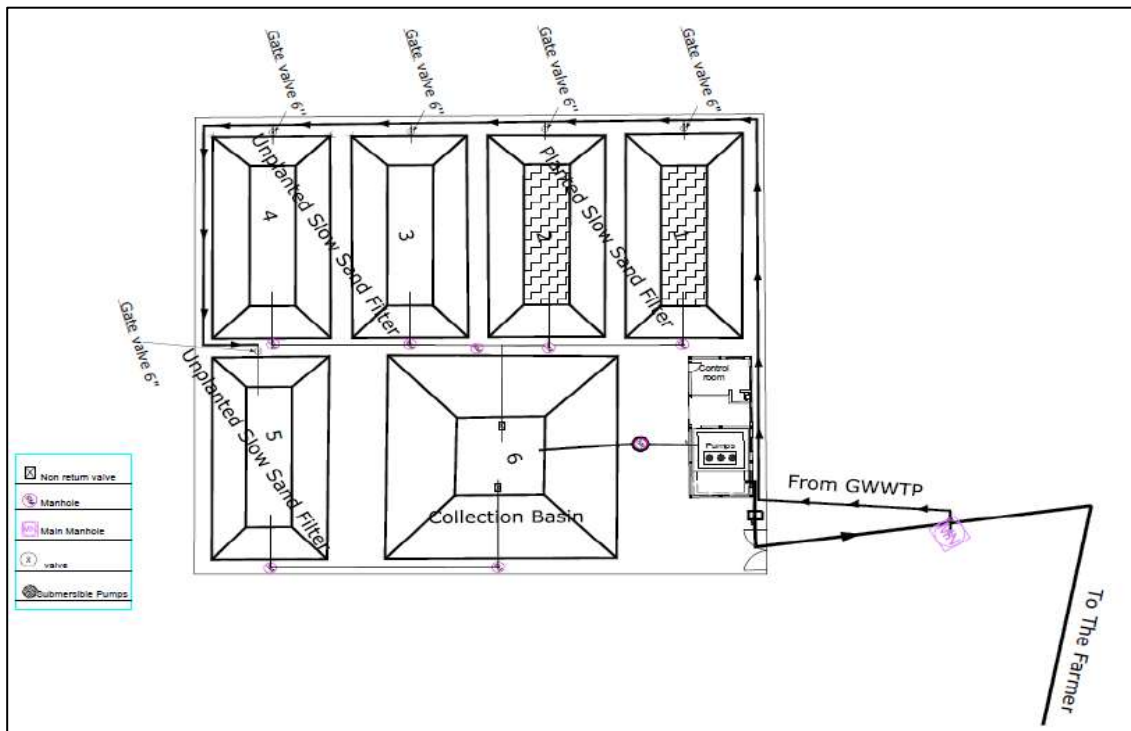 Gate valve 6''
Gate valve 6''
Gate valve 6''
Gate valve 6''
Unplanted Slow Sand Filter
Planted Slow Sand Filter
4
3
2
1
Gate valve 6''
Unplanted Slow Sand Filter
5
6
Collection Basin
Control
room
Pumps
From GWWTP
MN
To The Farmer
Non return valve
Manhole
MN
Main Manhole
X
valve
Submersible Pumps